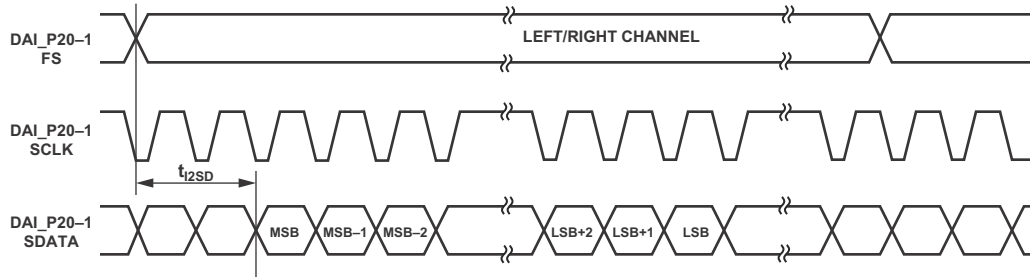 DAI_P20–1
FS
LEFT/RIGHT CHANNEL
DAI_P20–1
SCLK
tI2SD
DAI_P20–1
SDATA
MSB MSB–1 MSB–2 LSB+2 LSB+1 LSB